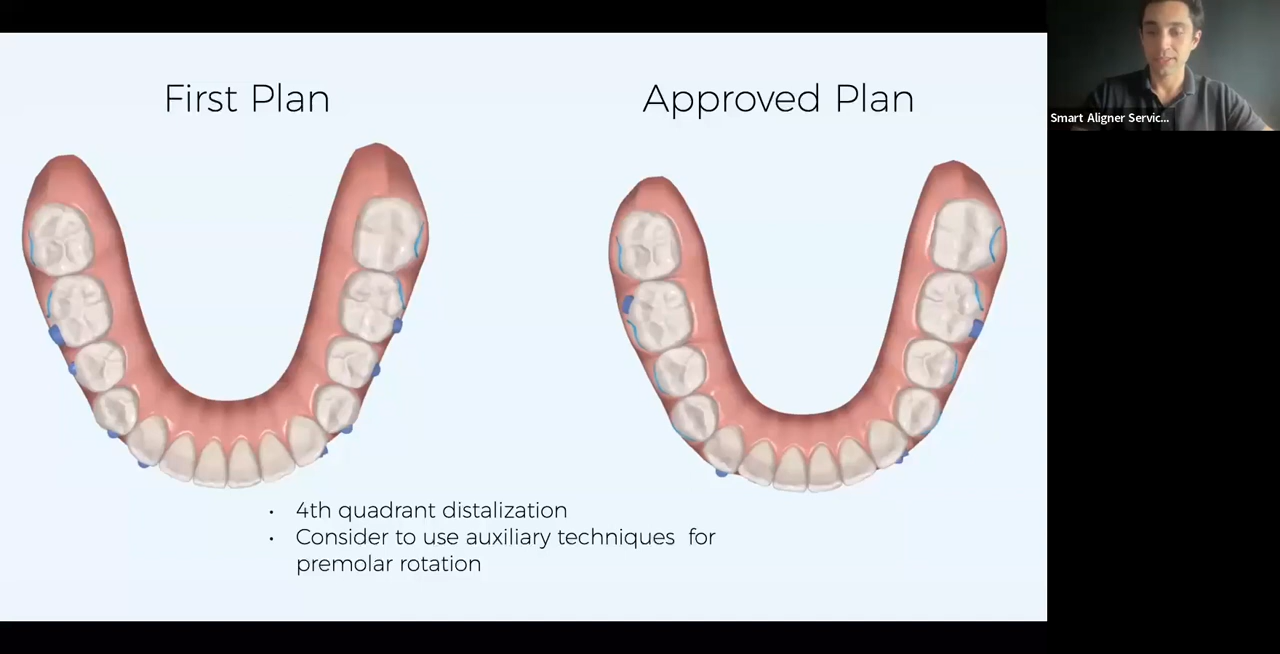 First Plan
Approved Plan
Smart Aligner Servic...
• 4th quadrant distalization
• Consider to use auxiliary techniques for
premolar rotation